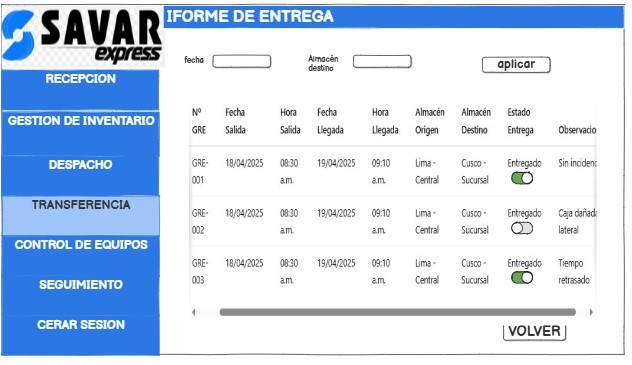 SAVAR
express
IFORME DE ENTREGA
RECEPCION
GESTION DE INVENTARIO
DESPACHO
TRANSFERENCIA
CONTROL DE EQUIPOS
SEGUIMIENTO
CERAR SESION
fecha
Almacén
destino
aplicar
Nº Fecha Hora Fecha Hora Almacén Almacén Estado
GRE Salida Salida Llegada Llegada Origen Destino Entrega Observacio
GRE- 18/04/2025 08:30 19/04/2025 09:10 Lima - Cusco - Entregado Sin incidenc
001 a.m. a.m. Central Sucursal
GRE- 18/04/2025 08:30 19/04/2025 09:10 Lima - Cusco - Entregado Caja dañada
002 a.m. a.m. Central Sucursal lateral
GRE- 18/04/2025 08:30 19/04/2025 09:10 Lima - Cusco - Entregado Tiempo
003 a.m. a.m. Central Sucursal retrasado
VOLVER